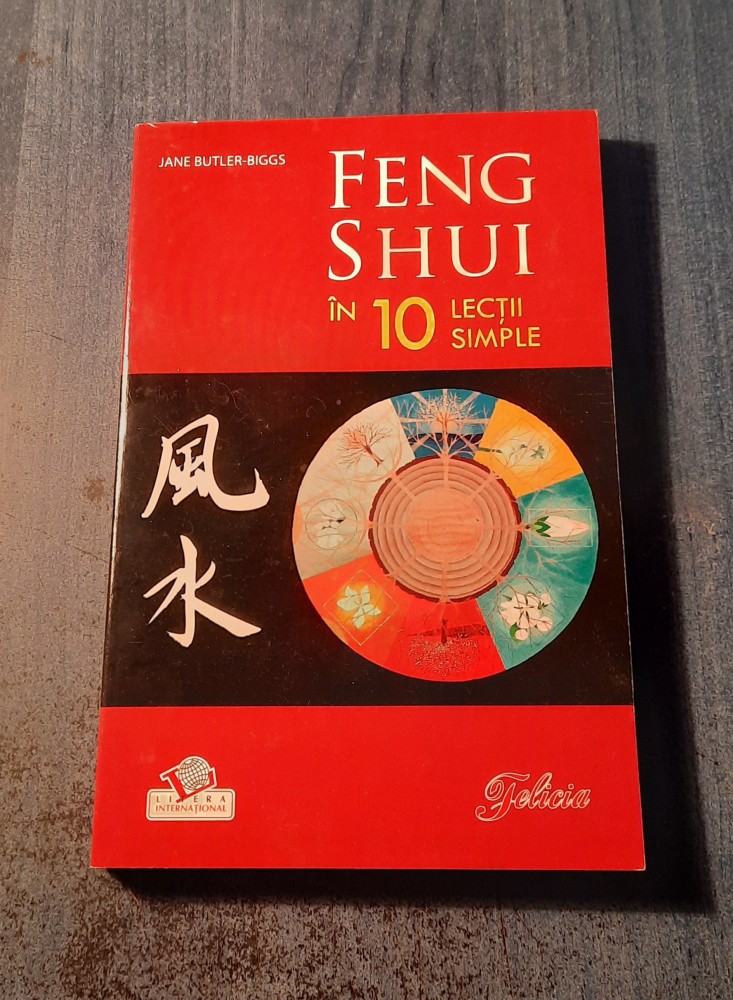 JANE BUTLER-BIGGS
FENG
SHUI
ÎN 10 LECȚII
SIMPLE
風
水
LITERA
INTERNAȚIONAL
Felicia